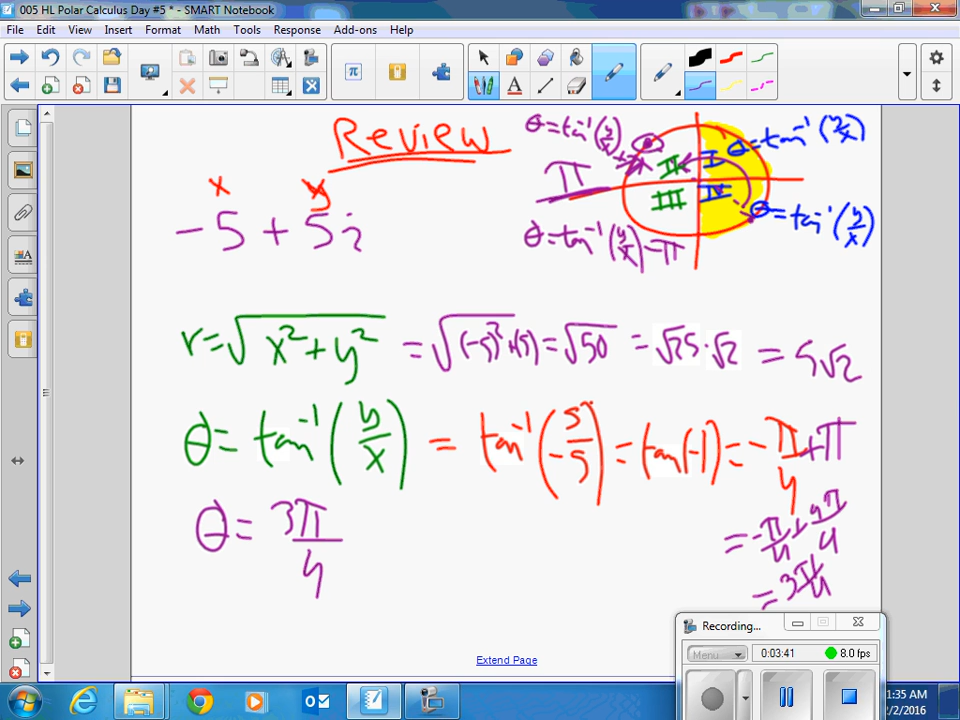 005 HL Polar Calculus Day #5 * - SMART Notebook
File Edit View Insert Format Math Tools Response Add-ons Help
Review
θ=tan⁻¹(y/x)+π
θ=tan⁻¹(y/x)
π
II I
III IV
θ=tan⁻¹(y/x)
θ=tan⁻¹(y/x)-π
x y
-5+5i
r=√x²+y² =√(-5)²+(5) =√50 =√25·√2 =5√2
θ=tan⁻¹(y/x) = tan⁻¹(5/-5) = tan(-1) = -π/4+π
θ=3π/4
=-π/4+4π/4
=3π/4
Recording...
Menu 0:03:41 8.0 fps
Extend Page
1:35 AM
2/2/2016